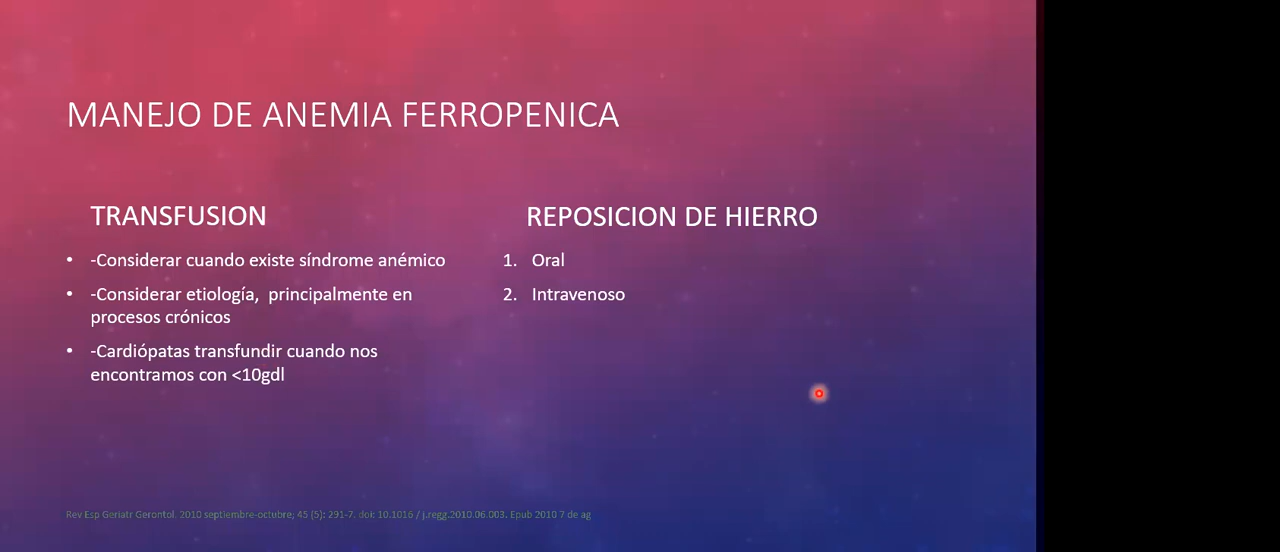 MANEJO DE ANEMIA FERROPENICA
TRANSFUSION
• -Considerar cuando existe síndrome anémico
• -Considerar etiología, principalmente en
procesos crónicos
• -Cardiópatas transfundir cuando nos
encontramos con <10gdl
REPOSICION DE HIERRO
1. Oral
2. Intravenoso
Rev Esp Geriatr Gerontol. 2010 septiembre-octubre; 45 (5): 291-7. doi: 10.1016 / j.regg.2010.06.003. Epub 2010 7 de ag